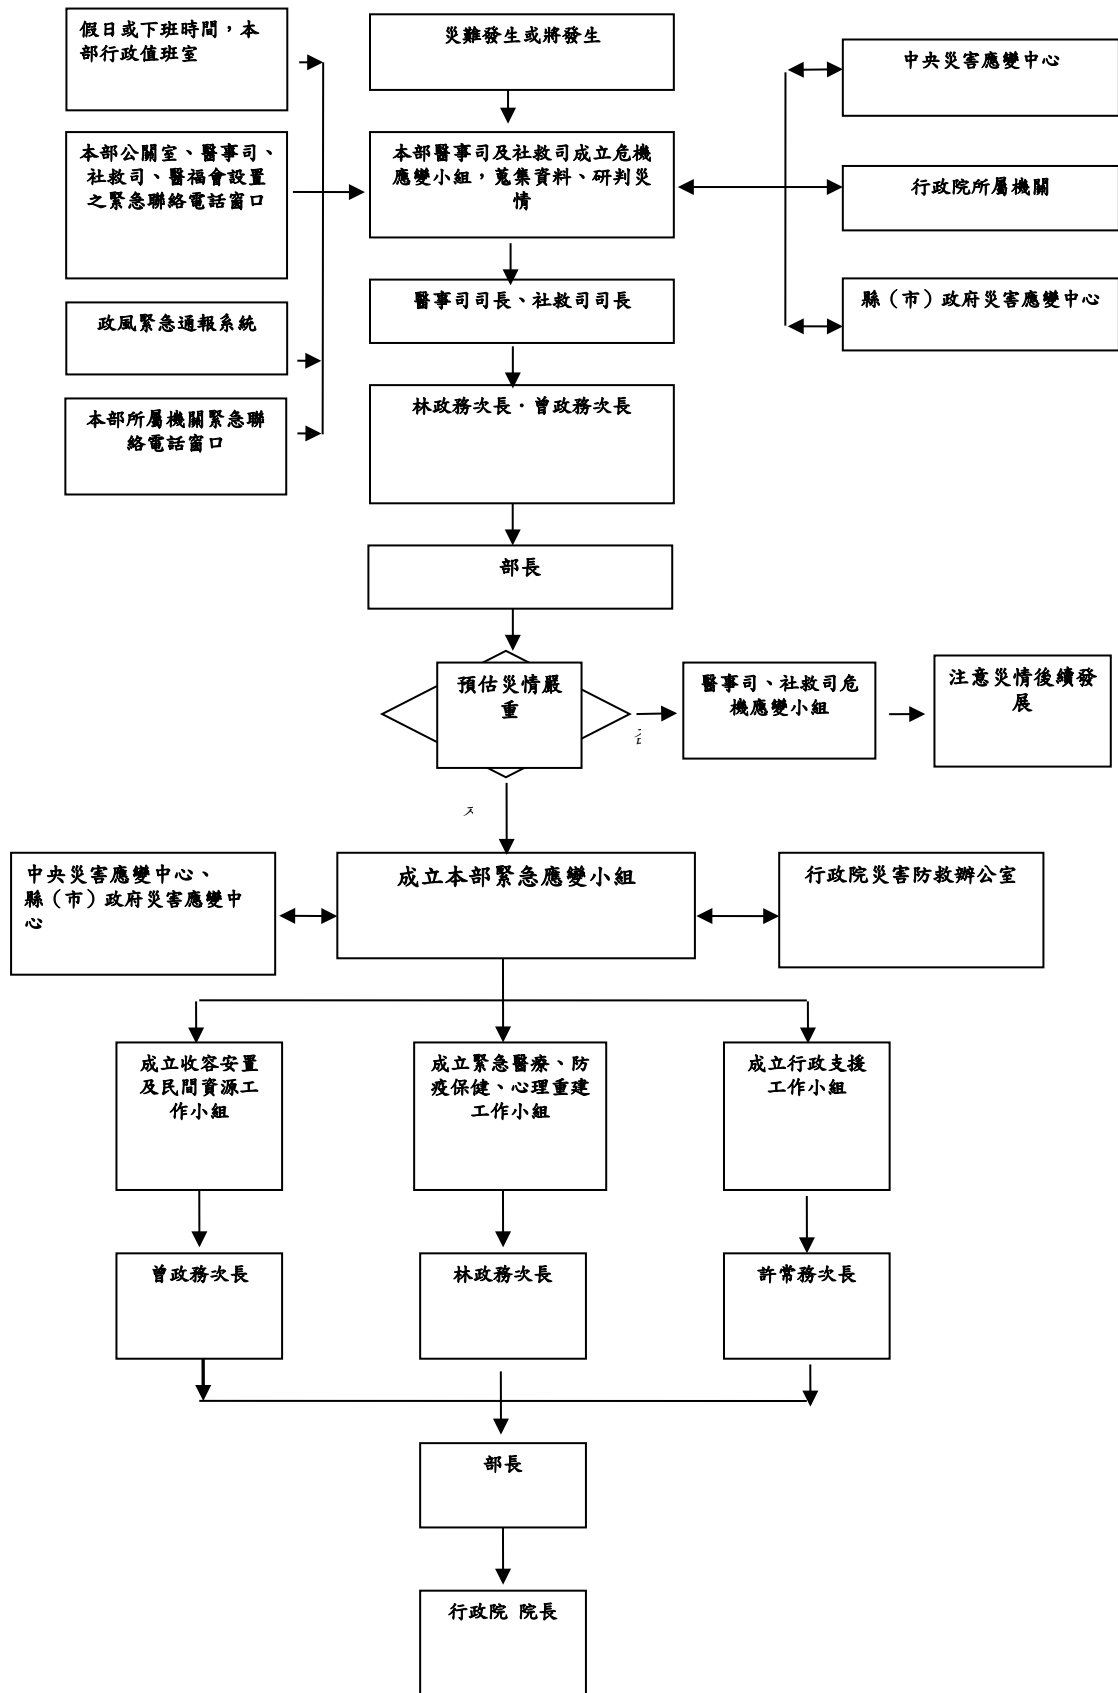 假日或下班時間，本
部行政值班室
災難發生或將發生
中央災害應變中心
本部公關室、醫事司、
社救司、醫福會設置
之緊急聯絡電話窗口
本部醫事司及社救司成立危機
應變小組，蒐集資料、研判災
情
行政院所屬機關
醫事司司長、社救司司長
縣（市）政府災害應變中心
政風緊急通報系統
林政務次長．曾政務次長
本部所屬機關緊急聯
絡電話窗口
部長
預估災情嚴
重
醫事司、社救司危
機應變小組
注意災情後續發
展
中央災害應變中心、
縣（市）政府災害應變中
心
成立本部緊急應變小組
行政院災害防救辦公室
成立收容安置
及民間資源工
作小組
成立緊急醫療、防
疫保健、心理重建
工作小組
成立行政支援
工作小組
曾政務次長
林政務次長
許常務次長
部長
行政院 院長